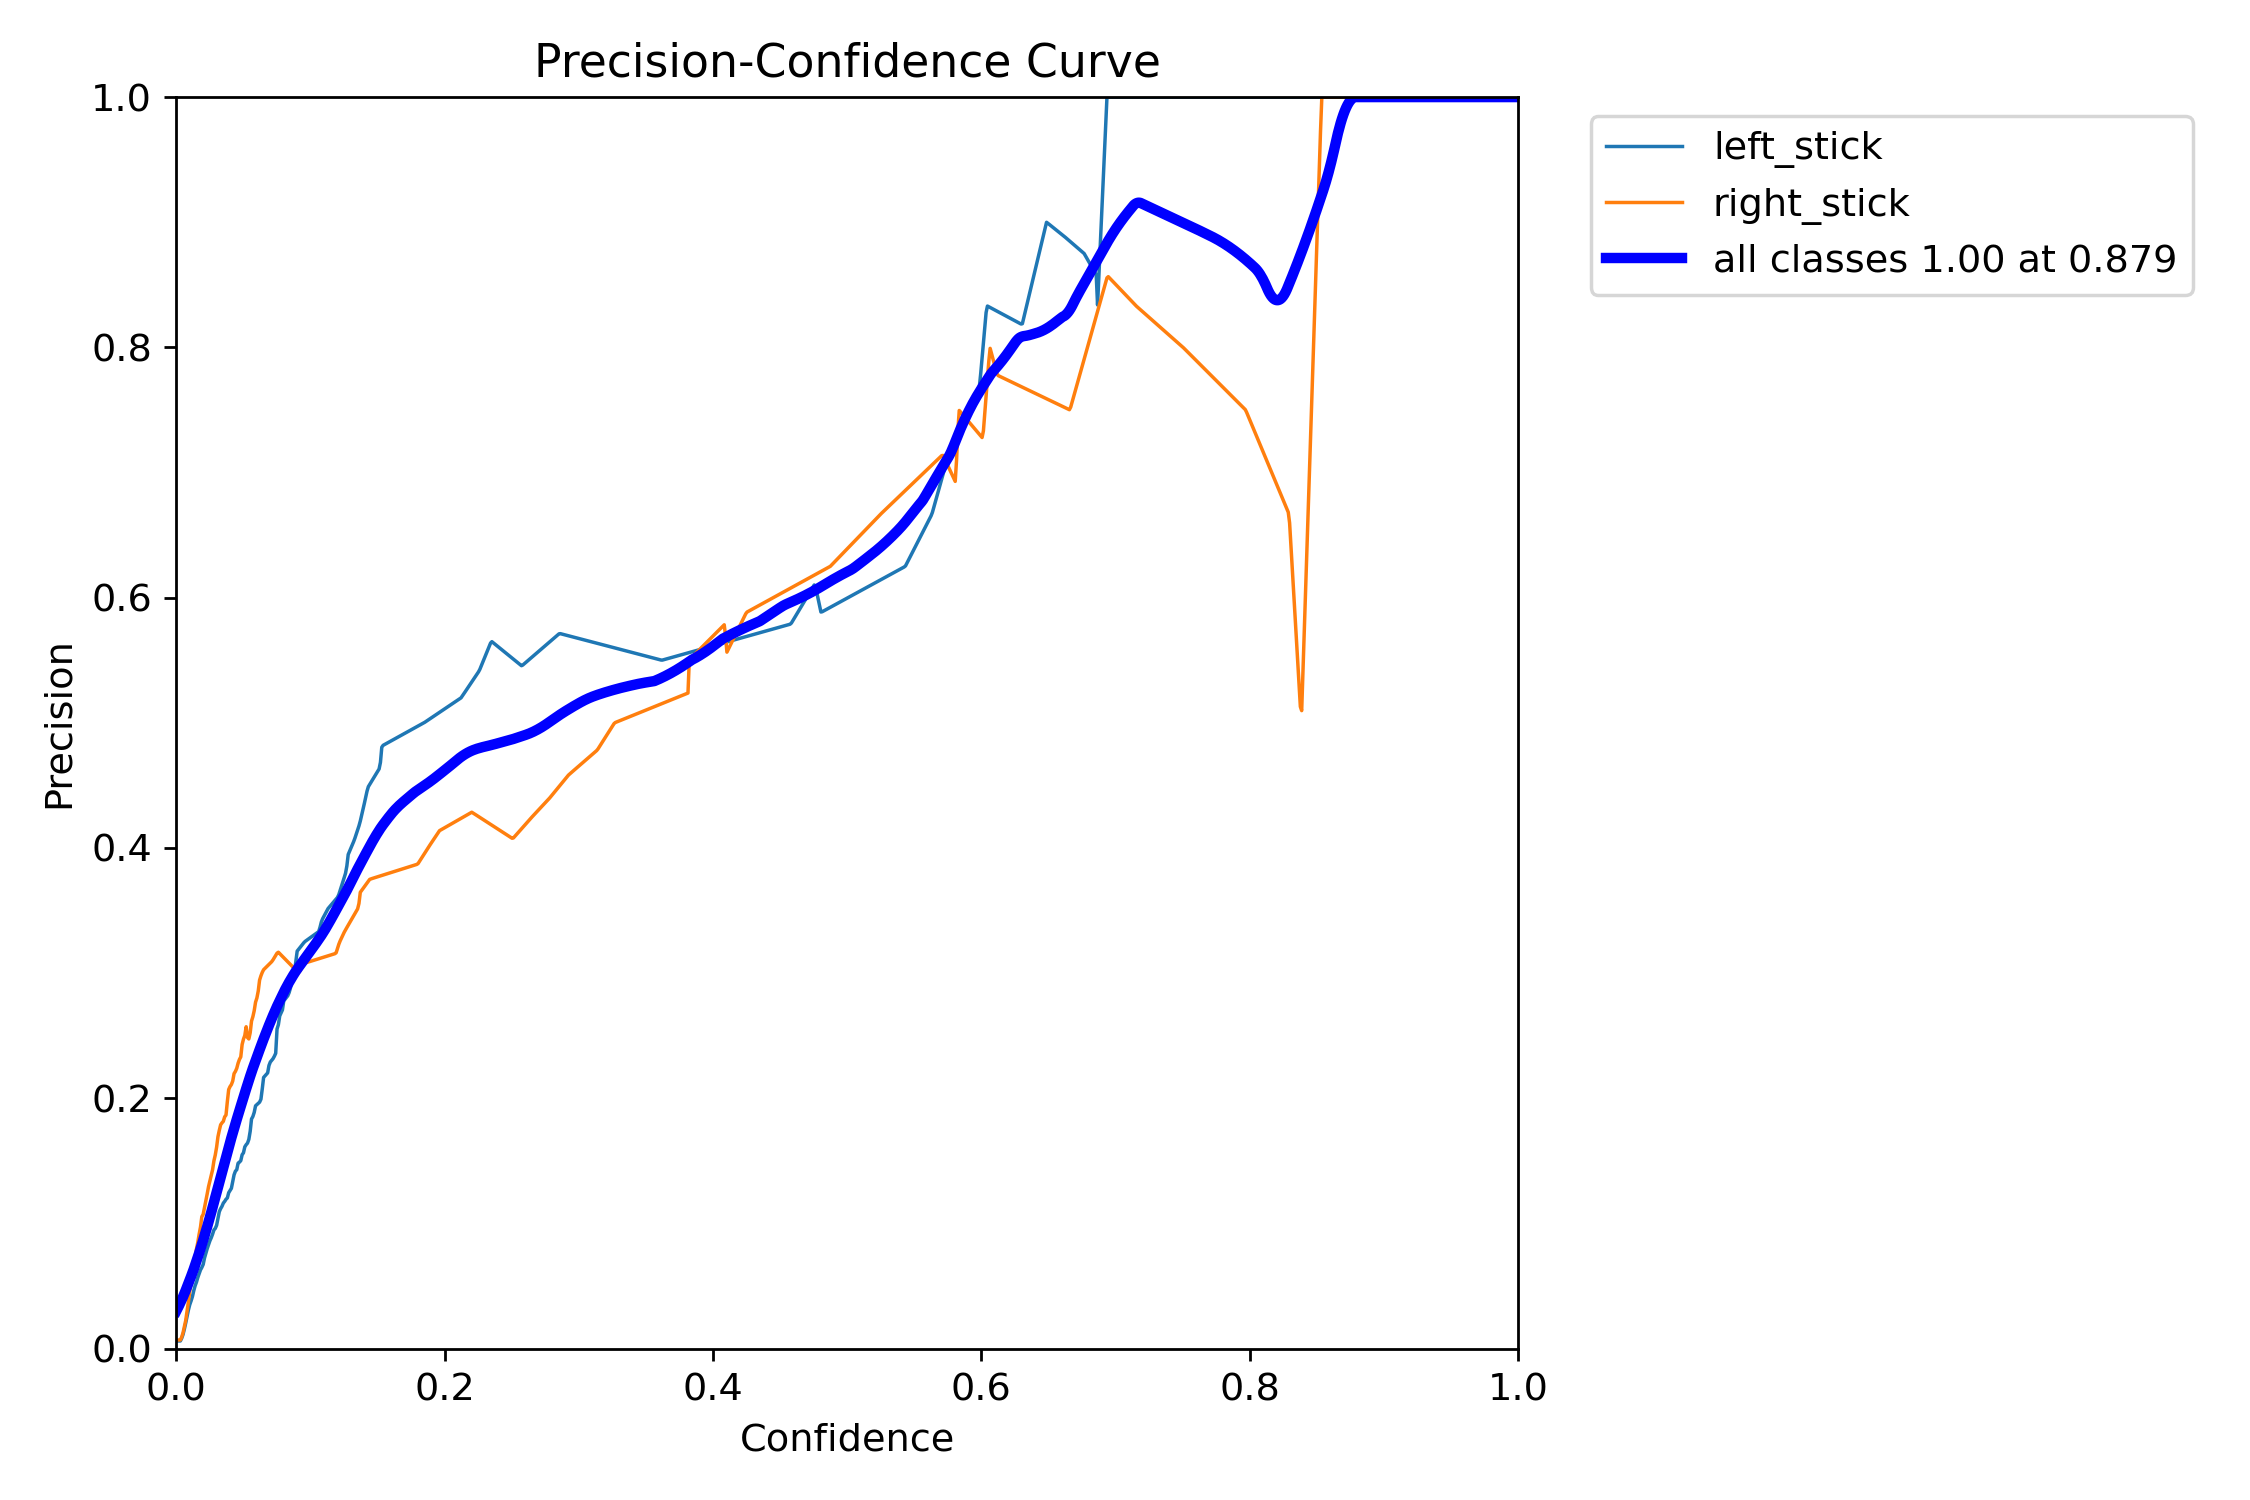 Precision-Confidence Curve
1.0
0.8
0.6
0.4
0.2
0.0
Precision
0.0 0.2 0.4 0.6 0.8 1.0
Confidence
left_stick
right_stick
all classes 1.00 at 0.879